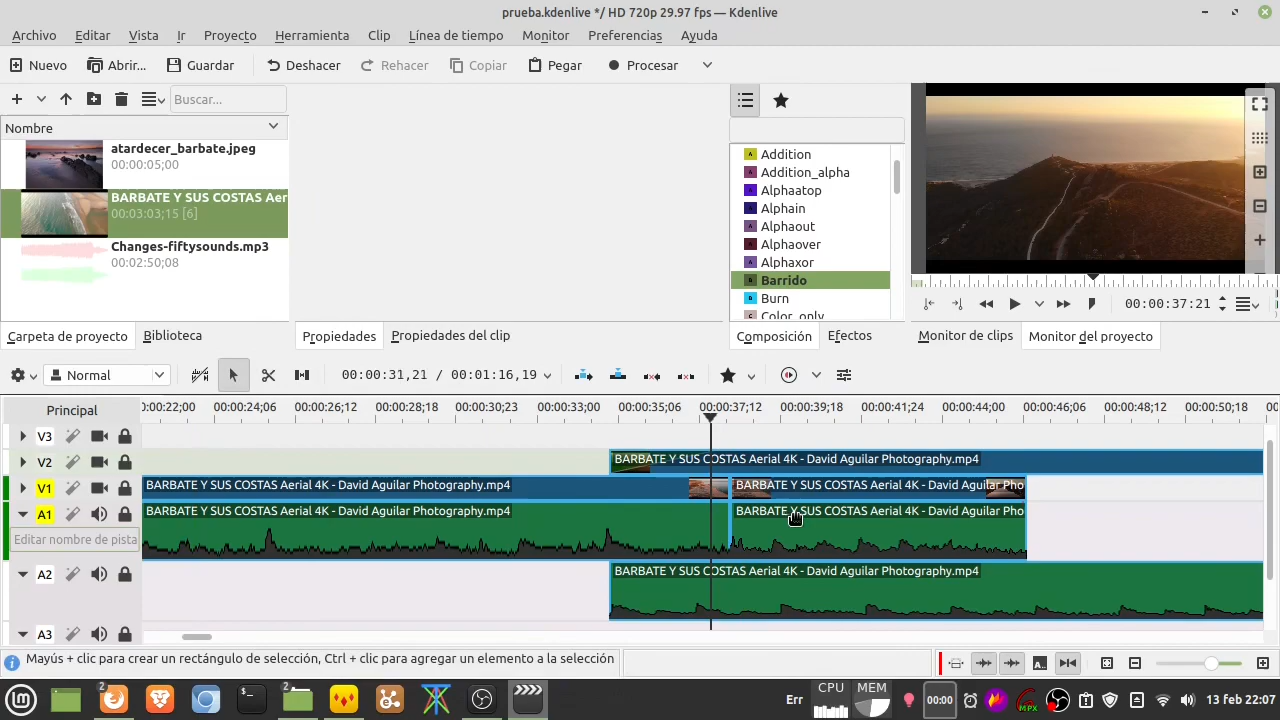 prueba.kdenlive */ HD 720p 29.97 fps — Kdenlive
Archivo Editar Vista Ir Proyecto Herramienta Clip Línea de tiempo Monitor Preferencias Ayuda
Nuevo Abrir... Guardar Deshacer Rehacer Copiar Pegar Procesar
Buscar...
Nombre
atardecer_barbate.jpeg
00:00:05;00
BARBATE Y SUS COSTAS Aer
00:03:03;15 [6]
Changes-fiftysounds.mp3
00:02:50;08
Addition
Addition_alpha
Alphaatop
Alphain
Alphaout
Alphaover
Alphaxor
Barrido
Burn
Color_only
00:00:37:21
Carpeta de proyecto Biblioteca Propiedades Propiedades del clip Composición Efectos Monitor de clips Monitor del proyecto
Normal 00:00:31,21 / 00:01:16,19
Principal 0:00:22;00 00:00:24;06 00:00:26;12 00:00:28;18 00:00:30;23 00:00:33;00 00:00:35;06 00:00:37;12 00:00:39;18 00:00:41;24 00:00:44;00 00:00:46;06 00:00:48;12 00:00:50;18 00
V3
V2 BARBATE Y SUS COSTAS Aerial 4K - David Aguilar Photography.mp4
V1 BARBATE Y SUS COSTAS Aerial 4K - David Aguilar Photography.mp4 BARBATE Y SUS COSTAS Aerial 4K - David Aguilar Pho
A1 BARBATE Y SUS COSTAS Aerial 4K - David Aguilar Photography.mp4 BARBATE Y SUS COSTAS Aerial 4K - David Aguilar Pho
Editar nombre de pista
A2 BARBATE Y SUS COSTAS Aerial 4K - David Aguilar Photography.mp4
A3
Mayús + clic para crear un rectángulo de selección, Ctrl + clic para agregar un elemento a la selección
2 2 Err CPU MEM 00:00 MPX 13 feb 22:07